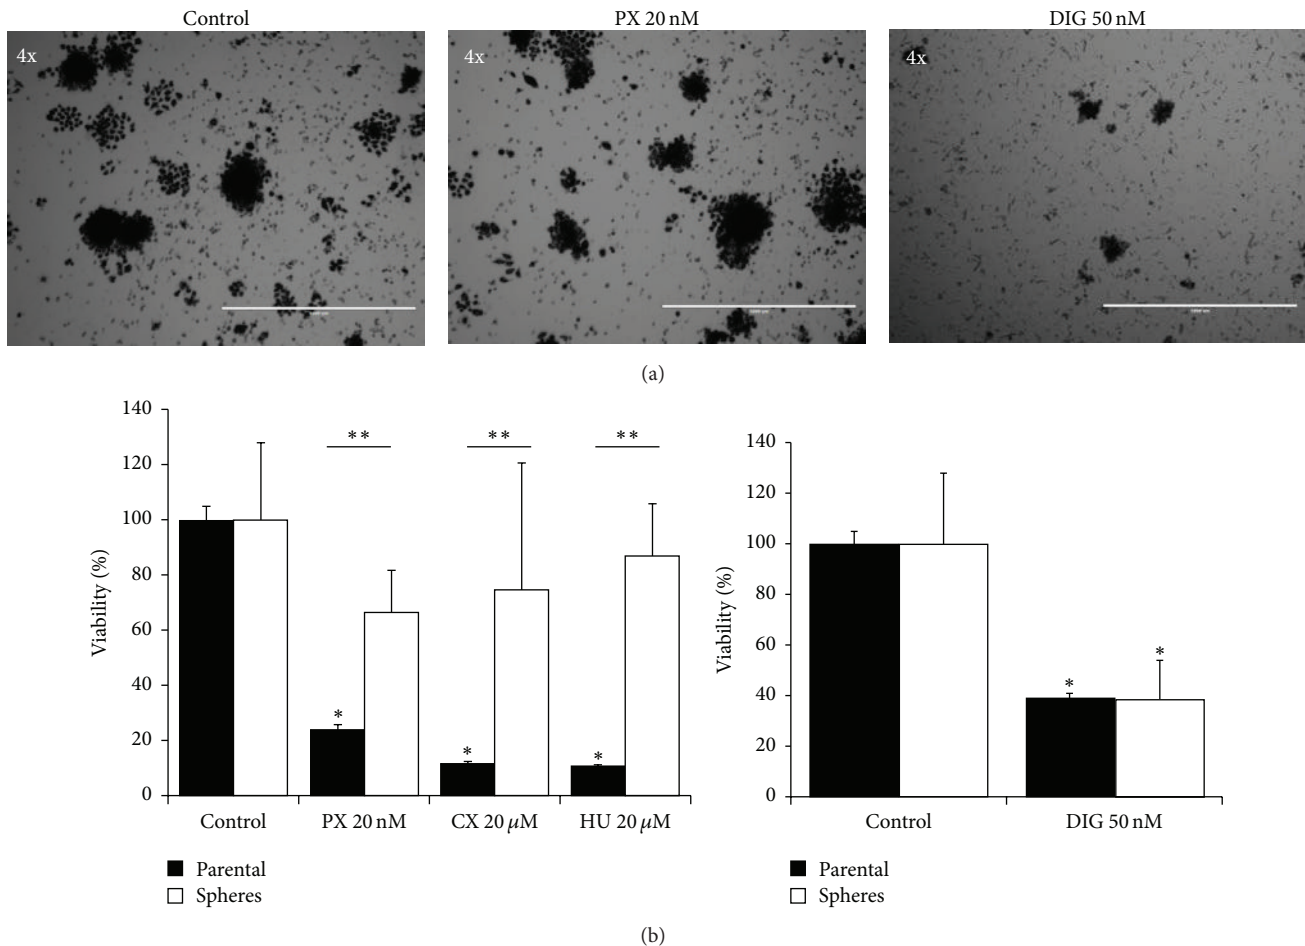 Control
PX 20 nM
DIG 50 nM
4x
4x
4x
(a)
140
120
100
80
60
40
20
0
Viability (%)
**
**
**
*
*
*
Control
PX 20 nM
CX 20 μM
HU 20 μM
Parental
Spheres
140
120
100
80
60
40
20
0
Viability (%)
*
*
Control
DIG 50 nM
Parental
Spheres
(b)